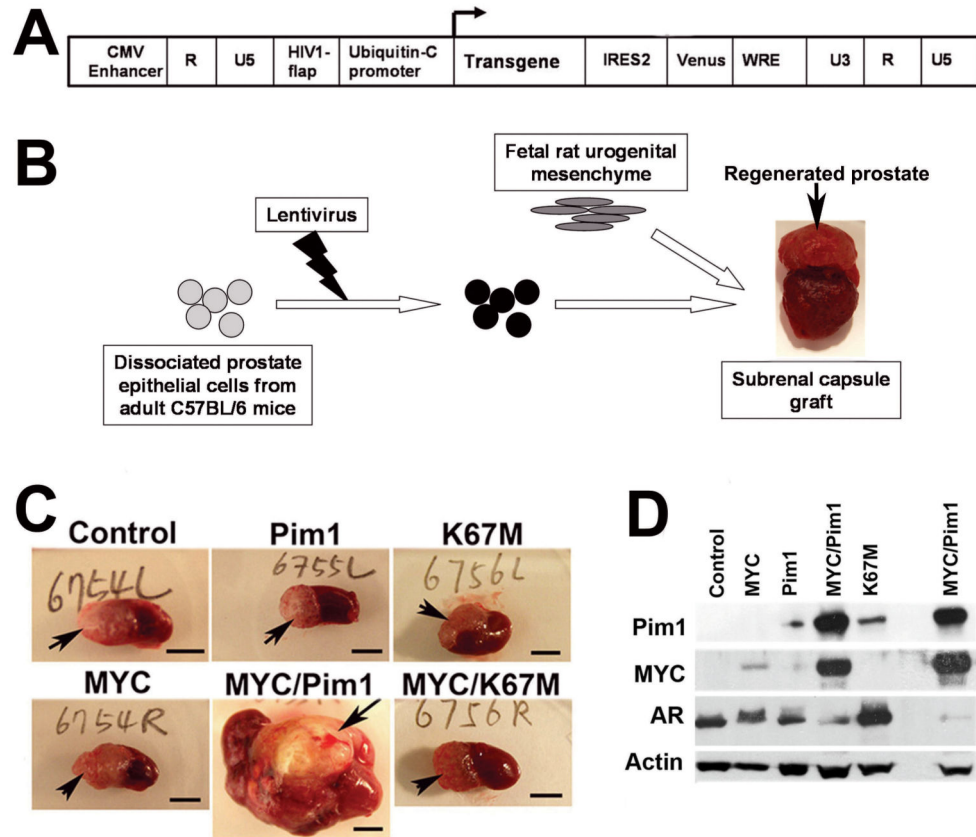 A
CMV Enhancer R U5 HIV1-flap Ubiquitin-C promoter Transgene IRES2 Venus WRE U3 R U5
B
Fetal rat urogenital
mesenchyme
Regenerated prostate
Lentivirus
Dissociated prostate
epithelial cells from
adult C57BL/6 mice
Subrenal capsule
graft
C
Control Pim1 K67M
6754L 6755L 6756L
MYC MYC/Pim1 MYC/K67M
6754R 6756R
D
Control MYC Pim1 MYC/Pim1 K67M MYC/Pim1
Pim1
MYC
AR
Actin